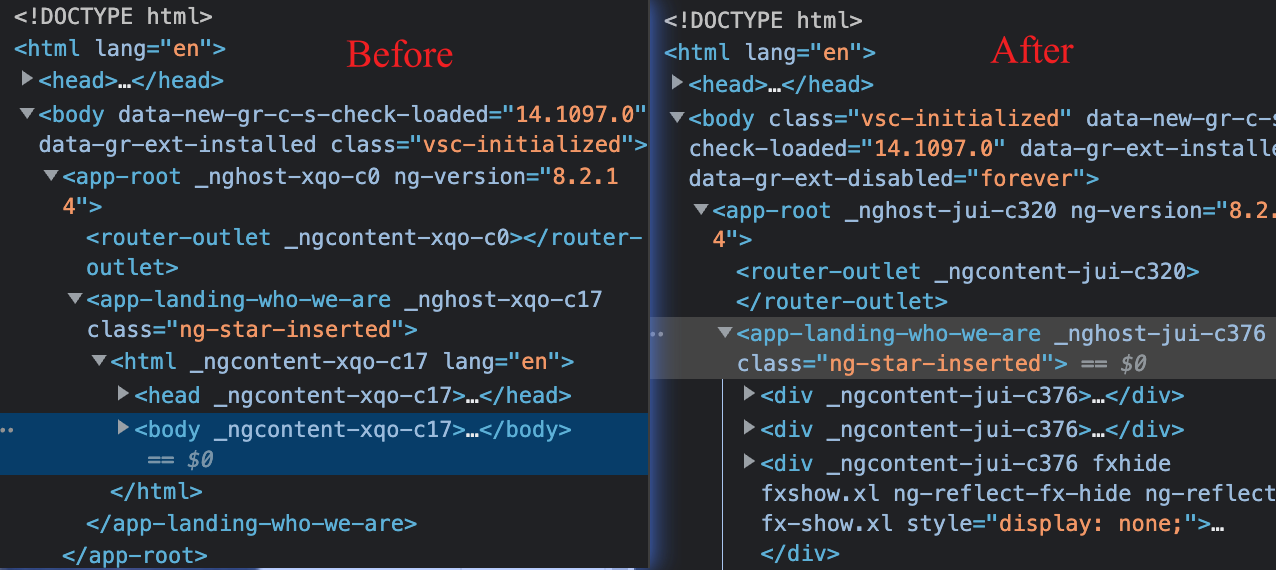 <!DOCTYPE html>
<html lang="en">
Before
<head>…</head>
<body data-new-gr-c-s-check-loaded="14.1097.0"
data-gr-ext-installed class="vsc-initialized">
<app-root _nghost-xqo-c0 ng-version="8.2.1
4">
<router-outlet _ngcontent-xqo-c0></router-
outlet>
<app-landing-who-we-are _nghost-xqo-c17
class="ng-star-inserted">
<html _ngcontent-xqo-c17 lang="en">
<head _ngcontent-xqo-c17>…</head>
<body _ngcontent-xqo-c17>…</body>
== $0
</html>
</app-landing-who-we-are>
</app-root>
<!DOCTYPE html>
<html lang="en">
After
<head>…</head>
<body class="vsc-initialized" data-new-gr-c-s
check-loaded="14.1097.0" data-gr-ext-installe
data-gr-ext-disabled="forever">
<app-root _nghost-jui-c320 ng-version="8.2.
4">
<router-outlet _ngcontent-jui-c320>
</router-outlet>
<app-landing-who-we-are _nghost-jui-c376
class="ng-star-inserted"> == $0
<div _ngcontent-jui-c376>…</div>
<div _ngcontent-jui-c376>…</div>
<div _ngcontent-jui-c376 fxhide
fxshow.xl ng-reflect-fx-hide ng-reflect
fx-show.xl style="display: none;">…
</div>